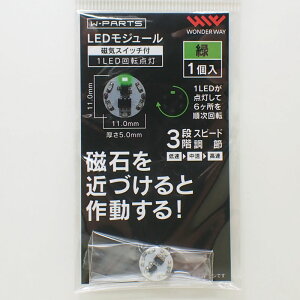 W-PARTS
LEDモジュール
磁気スイッチ付
1LED回転点灯
WONDER WAY
緑
1個入
11.0mm
11.0mm
厚さ5.0mm
1LEDが
点灯して
6ヶ所を
順次回転
3段階スピード調節
低速 中速 高速
磁石を
近づけると
作動する!